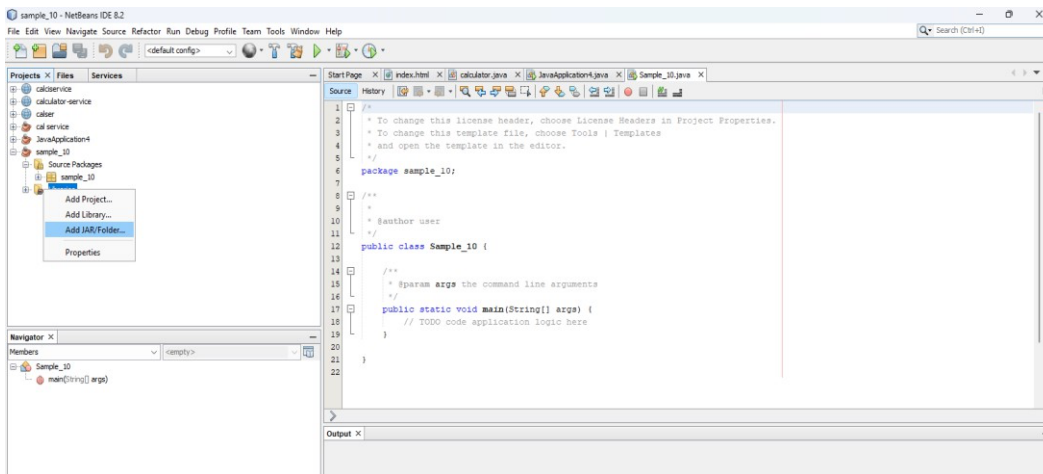 sample_10 - NetBeans IDE 8.2
File Edit View Navigate Source Refactor Run Debug Profile Team Tools Window Help
Search (Ctrl+I)
<default config>
Projects Files Services
calciservice
calculator-service
calser
cal service
JavaApplication4
sample_10
Source Packages
sample_10
Add Project...
Add Library...
Add JAR/Folder...
Properties
Navigator
Members <empty>
Sample_10
main(String[] args)
Start Page index.html calculator.java JavaApplication4.java Sample_10.java
Source History
1 /*
2 * To change this license header, choose License Headers in Project Properties.
3 * To change this template file, choose Tools | Templates
4 * and open the template in the editor.
5 */
6 package sample_10;
7
8 /**
9 *
10 * @author user
11 */
12 public class Sample_10 {
13
14 /**
15 * @param args the command line arguments
16 */
17 public static void main(String[] args) {
18 // TODO code application logic here
19 }
20
21 }
22
Output